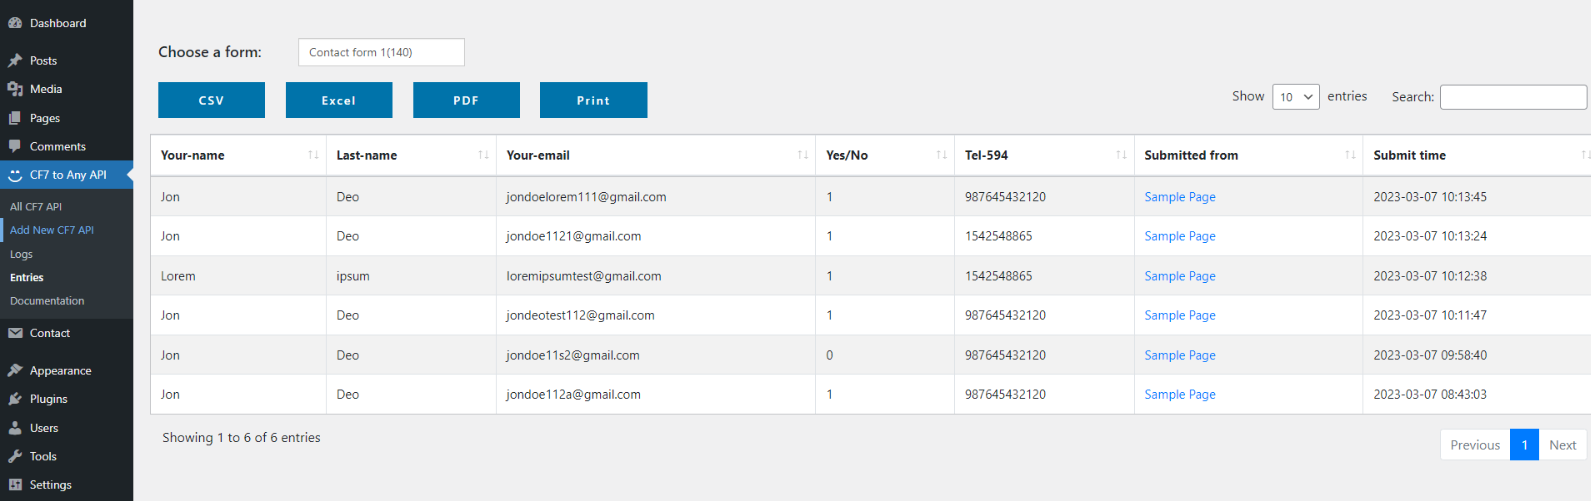 Dashboard
Posts
Media
Pages
Comments
CF7 to Any API
All CF7 API
Add New CF7 API
Logs
Entries
Documentation
Contact
Appearance
Plugins
Users
Tools
Settings
Choose a form: Contact form 1(140)
CSV Excel PDF Print
Show 10 entries Search:
Your-name Last-name Your-email Yes/No Tel-594 Submitted from Submit time
Jon Deo jondoelorem111@gmail.com 1 987645432120 Sample Page 2023-03-07 10:13:45
Jon Deo jondoe1121@gmail.com 1 1542548865 Sample Page 2023-03-07 10:13:24
Lorem ipsum loremipsumtest@gmail.com 1 1542548865 Sample Page 2023-03-07 10:12:38
Jon Deo jondeotest112@gmail.com 1 987645432120 Sample Page 2023-03-07 10:11:47
Jon Deo jondoe11s2@gmail.com 0 987645432120 Sample Page 2023-03-07 09:58:40
Jon Deo jondoe112a@gmail.com 1 987645432120 Sample Page 2023-03-07 08:43:03
Showing 1 to 6 of 6 entries
Previous 1 Next